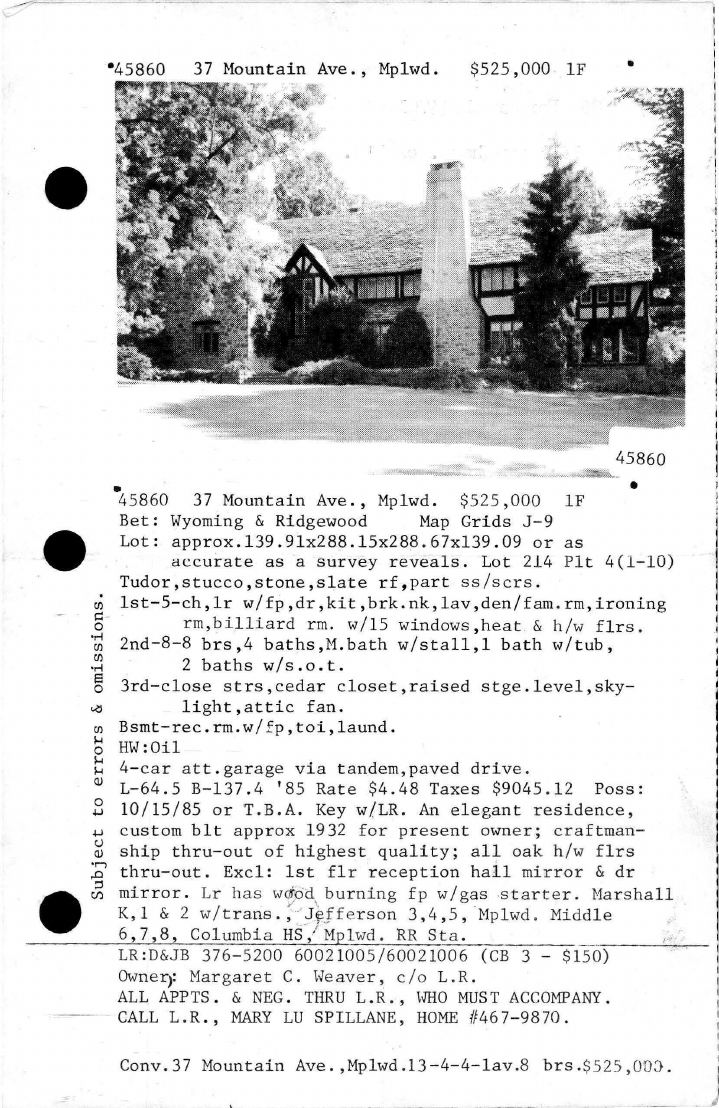 45860 37 Mountain Ave., Mplwd. $525,000 1F
45860
45860 37 Mountain Ave., Mplwd. $525,000 1F
Bet: Wyoming & Ridgewood Map Grids J-9
Lot: approx.139.91x288.15x288.67x139.09 or as
accurate as a survey reveals. Lot 214 Plt 4(1-10)
Tudor,stucco,stone,slate rf,part ss/scrs.
1st-5-ch,lr w/fp,dr,kit,brk.nk,lav,den/fam.rm,ironing
rm,billiard rm. w/15 windows,heat & h/w flrs.
2nd-8-8 brs,4 baths,M.bath w/stall,1 bath w/tub,
2 baths w/s.o.t.
3rd-close strs,cedar closet,raised stge.level,sky-
light,attic fan.
Bsmt-rec.rm.w/fp,toi,laund.
HW:Oil
4-car att.garage via tandem,paved drive.
L-64.5 B-137.4 '85 Rate $4.48 Taxes $9045.12 Poss:
10/15/85 or T.B.A. Key w/LR. An elegant residence,
custom blt approx 1932 for present owner; craftman-
ship thru-out of highest quality; all oak h/w flrs
thru-out. Excl: 1st flr reception hall mirror & dr
mirror. Lr has wood burning fp w/gas starter. Marshall
K,1 & 2 w/trans., Jefferson 3,4,5, Mplwd. Middle
6,7,8, Columbia HS, Mplwd. RR Sta.
Subject to errors & omissions.
LR:D&JB 376-5200 60021005/60021006 (CB 3 - $150)
Owner: Margaret C. Weaver, c/o L.R.
ALL APPTS. & NEG. THRU L.R., WHO MUST ACCOMPANY.
CALL L.R., MARY LU SPILLANE, HOME #467-9870.
Conv.37 Mountain Ave.,Mplwd.13-4-4-lav.8 brs.$525,000.